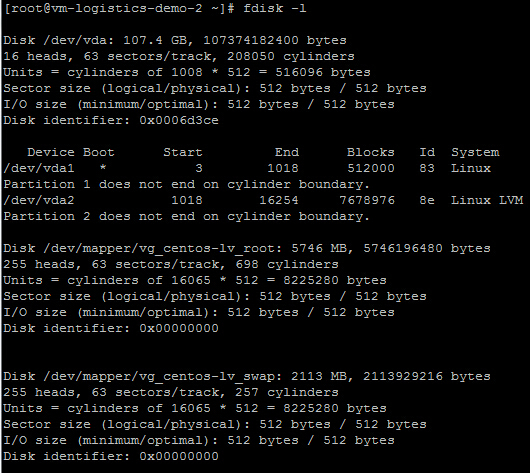 [root@vm-logistics-demo-2 ~]# fdisk -l
Disk /dev/vda: 107.4 GB, 107374182400 bytes
16 heads, 63 sectors/track, 208050 cylinders
Units = cylinders of 1008 * 512 = 516096 bytes
Sector size (logical/physical): 512 bytes / 512 bytes
I/O size (minimum/optimal): 512 bytes / 512 bytes
Disk identifier: 0x0006d3ce
Device Boot Start End Blocks Id System
/dev/vda1 * 3 1018 512000 83 Linux
Partition 1 does not end on cylinder boundary.
/dev/vda2 1018 16254 7678976 8e Linux LVM
Partition 2 does not end on cylinder boundary.
Disk /dev/mapper/vg_centos-lv_root: 5746 MB, 5746196480 bytes
255 heads, 63 sectors/track, 698 cylinders
Units = cylinders of 16065 * 512 = 8225280 bytes
Sector size (logical/physical): 512 bytes / 512 bytes
I/O size (minimum/optimal): 512 bytes / 512 bytes
Disk identifier: 0x00000000
Disk /dev/mapper/vg_centos-lv_swap: 2113 MB, 2113929216 bytes
255 heads, 63 sectors/track, 257 cylinders
Units = cylinders of 16065 * 512 = 8225280 bytes
Sector size (logical/physical): 512 bytes / 512 bytes
I/O size (minimum/optimal): 512 bytes / 512 bytes
Disk identifier: 0x00000000